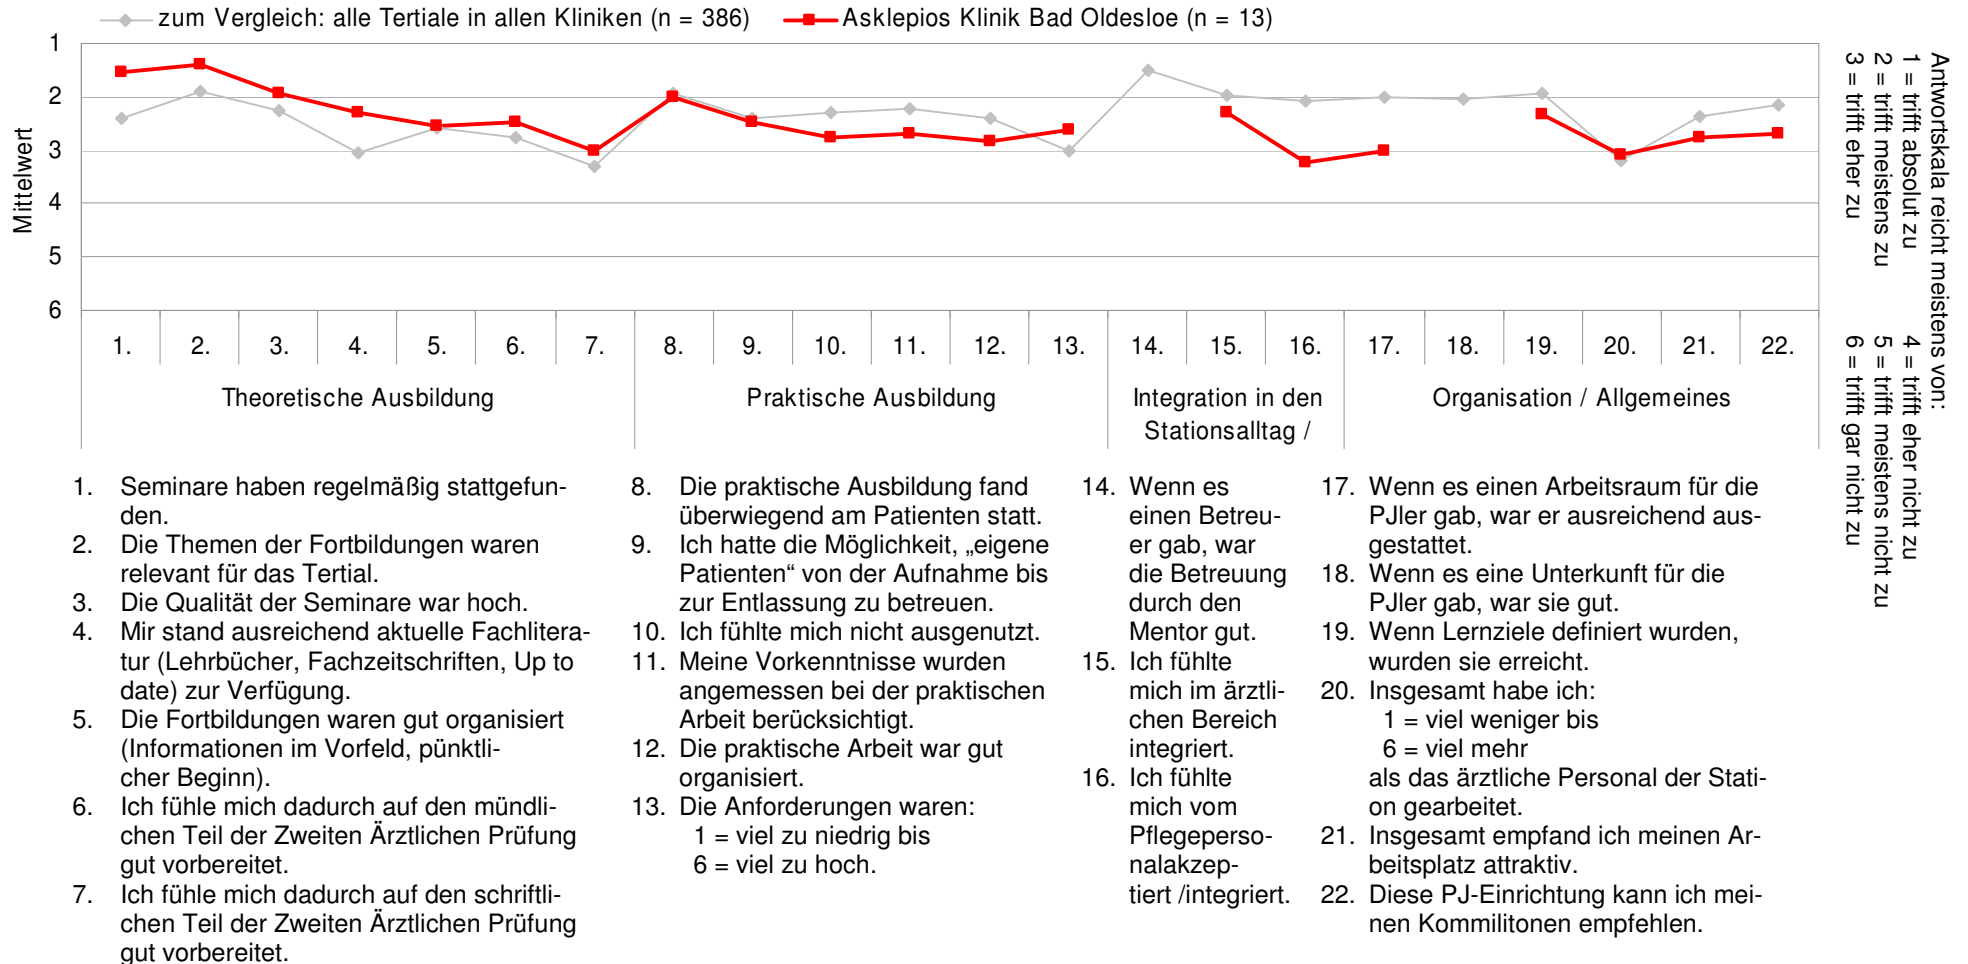 zum Vergleich: alle Tertiale in allen Kliniken (n = 386)
Asklepios Klinik Bad Oldesloe (n = 13)
Mittelwert
1
2
3
4
5
6
1.
2.
3.
4.
5.
6.
7.
8.
9.
10.
11.
12.
13.
14.
15.
16.
17.
18.
19.
20.
21.
22.
Theoretische Ausbildung
Praktische Ausbildung
Integration in den
Stationsalltag /
Organisation / Allgemeines
Antwortskala reicht meistens von:
1 = trifft absolut zu
2 = trifft meistens zu
3 = trifft eher zu
4 = trifft eher nicht zu
5 = trifft meistens nicht zu
6 = trifft gar nicht zu
1. Seminare haben regelmäßig stattgefun-
den.
2. Die Themen der Fortbildungen waren
relevant für das Tertial.
3. Die Qualität der Seminare war hoch.
4. Mir stand ausreichend aktuelle Fachlitera-
tur (Lehrbücher, Fachzeitschriften, Up to
date) zur Verfügung.
5. Die Fortbildungen waren gut organisiert
(Informationen im Vorfeld, pünktli-
cher Beginn).
6. Ich fühle mich dadurch auf den mündli-
chen Teil der Zweiten Ärztlichen Prüfung
gut vorbereitet.
7. Ich fühle mich dadurch auf den schriftli-
chen Teil der Zweiten Ärztlichen Prüfung
gut vorbereitet.
8. Die praktische Ausbildung fand
überwiegend am Patienten statt.
9. Ich hatte die Möglichkeit, „eigene
Patienten“ von der Aufnahme bis
zur Entlassung zu betreuen.
10. Ich fühlte mich nicht ausgenutzt.
11. Meine Vorkenntnisse wurden
angemessen bei der praktischen
Arbeit berücksichtigt.
12. Die praktische Arbeit war gut
organisiert.
13. Die Anforderungen waren:
1 = viel zu niedrig bis
6 = viel zu hoch.
14. Wenn es
einen Betreu-
er gab, war
die Betreuung
durch den
Mentor gut.
15. Ich fühlte
mich im ärztli-
chen Bereich
integriert.
16. Ich fühlte
mich vom
Pflegeperso-
nalakzep-
tiert /integriert.
17. Wenn es einen Arbeitsraum für die
PJler gab, war er ausreichend aus-
gestattet.
18. Wenn es eine Unterkunft für die
PJler gab, war sie gut.
19. Wenn Lernziele definiert wurden,
wurden sie erreicht.
20. Insgesamt habe ich:
1 = viel weniger bis
6 = viel mehr
als das ärztliche Personal der Stati-
on gearbeitet.
21. Insgesamt empfand ich meinen Ar-
beitsplatz attraktiv.
22. Diese PJ-Einrichtung kann ich mei-
nen Kommilitonen empfehlen.